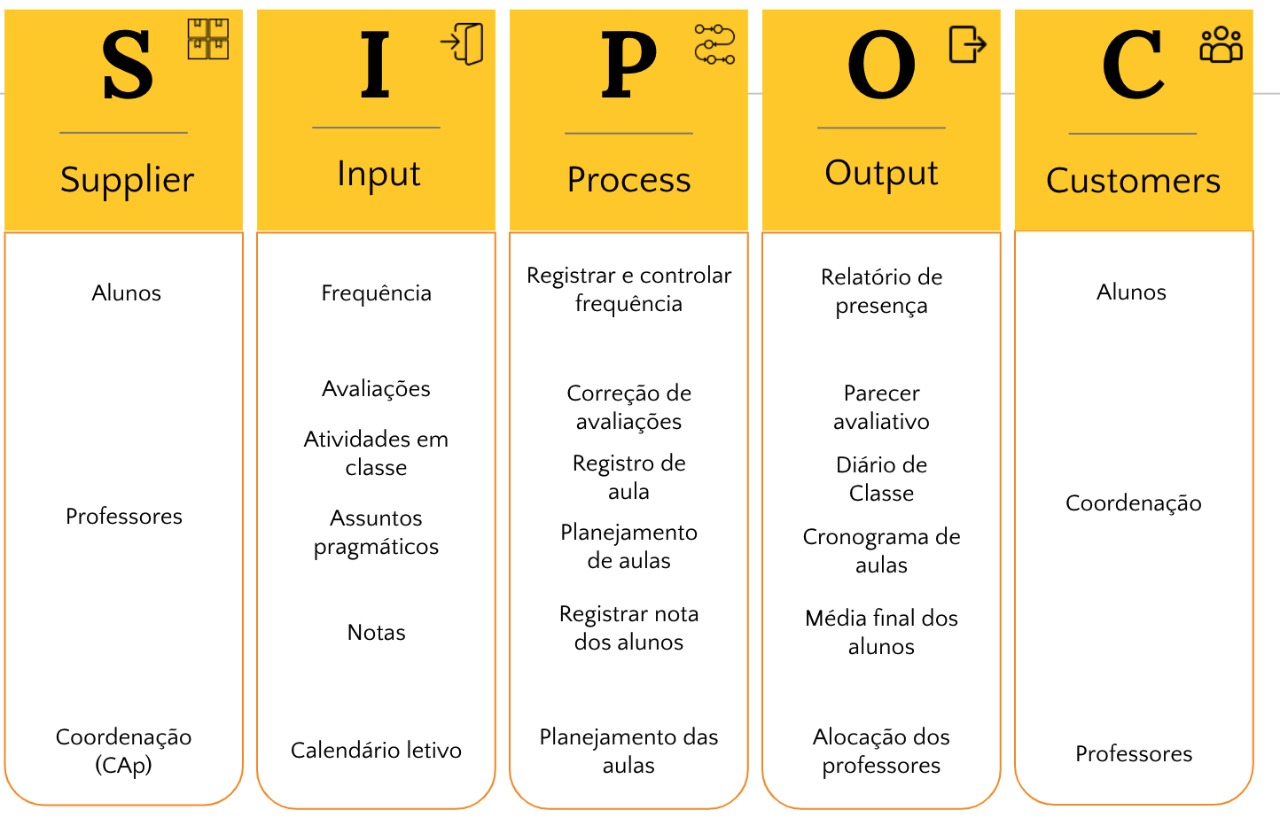 S
Supplier
Alunos
Professores
Coordenação
(CAp)
I
Input
Frequência
Avaliações
Atividades em
classe
Assuntos
pragmáticos
Notas
Calendário letivo
P
Process
Registrar e controlar
frequência
Correção de
avaliações
Registro de
aula
Planejamento
de aulas
Registrar nota
dos alunos
Planejamento das
aulas
O
Output
Relatório de
presença
Parecer
avaliativo
Diário de
Classe
Cronograma de
aulas
Média final dos
alunos
Alocação dos
professores
C
Customers
Alunos
Coordenação
Professores